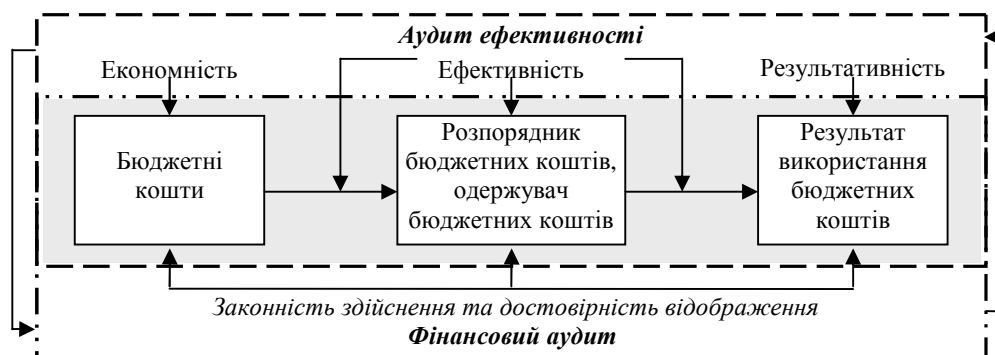 Аудит ефективності
Економність
Ефективність
Результативність
Бюджетні
кошти
Розпорядник
бюджетних коштів,
одержувач
бюджетних коштів
Результат
використання
бюджетних
коштів
Законність здійснення та достовірність відображення
Фінансовий аудит